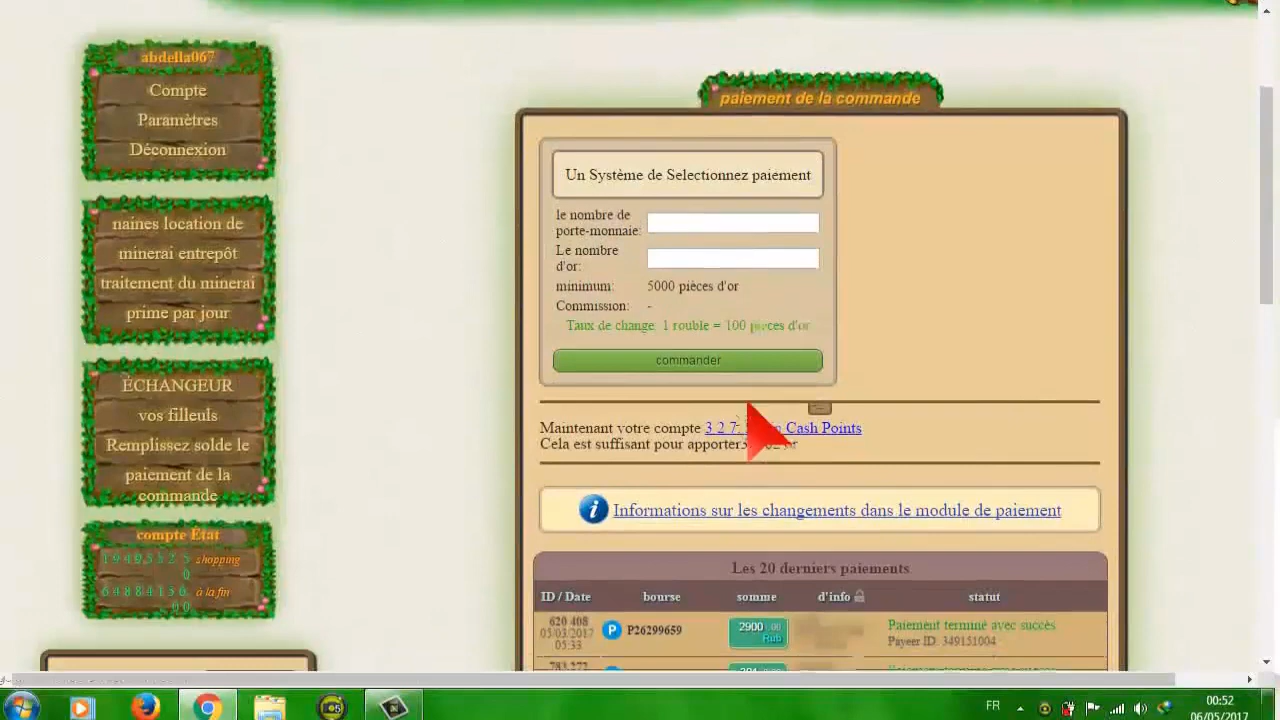 abdella067
Compte
Paramètres
Déconnexion
naines location de
minerai entrepôt
traitement du minerai
prime par jour
ÉCHANGEUR
vos filleuls
Remplissez solde le
paiement de la
commande
compte État
shopping
0
à la fin
paiement de la commande
Un Système de Selectionnez paiement
le nombre de
porte-monnaie:
Le nombre
d'or:
minimum: 5000 pièces d'or
Commission: -
Taux de change: 1 rouble = 100 pièces d'or
commander
Maintenant votre compte 3 2 7. Cash Points
Cela est suffisant pour apporter
Informations sur les changements dans le module de paiement
Les 20 derniers paiements
ID / Date bourse somme d'info statut
620 408
05/03/2017
05:33
P P26299659
2900
Rub
Paiement terminé avec succès
Payeer ID: 349151004
FR
00:52
06/05/2017